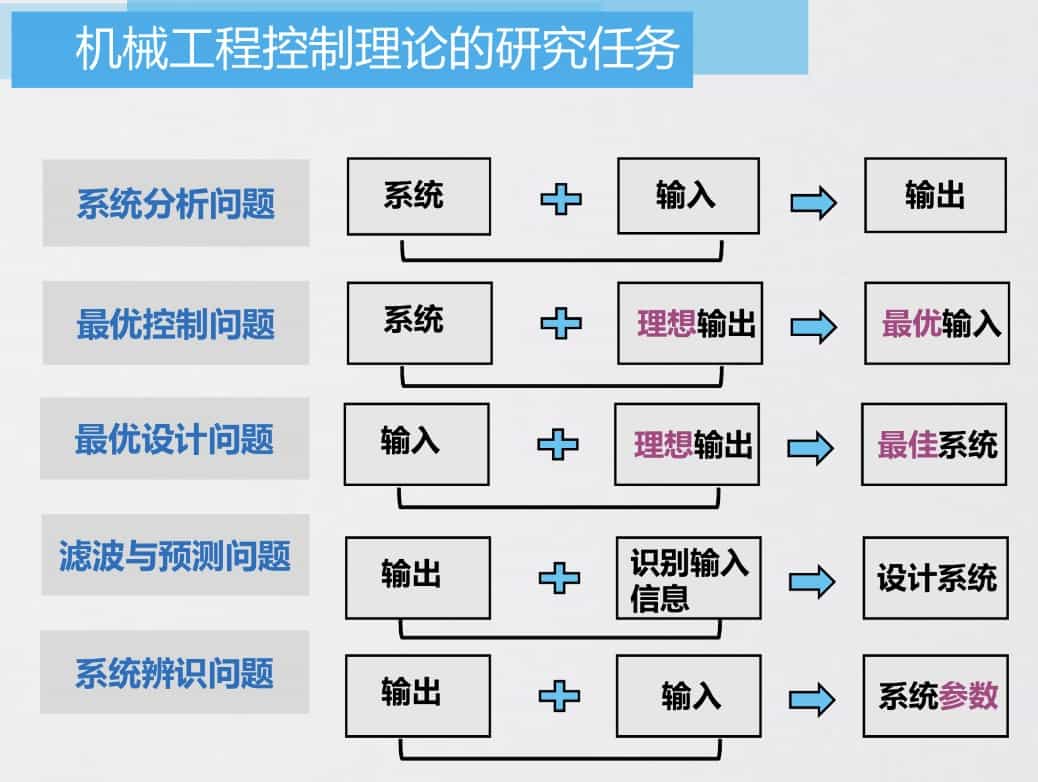 机械工程控制理论的研究任务
系统分析问题
系统
输入
输出
最优控制问题
系统
理想输出
最优输入
最优设计问题
输入
理想输出
最佳系统
滤波与预测问题
输出
识别输入
信息
设计系统
系统辨识问题
输出
输入
系统参数